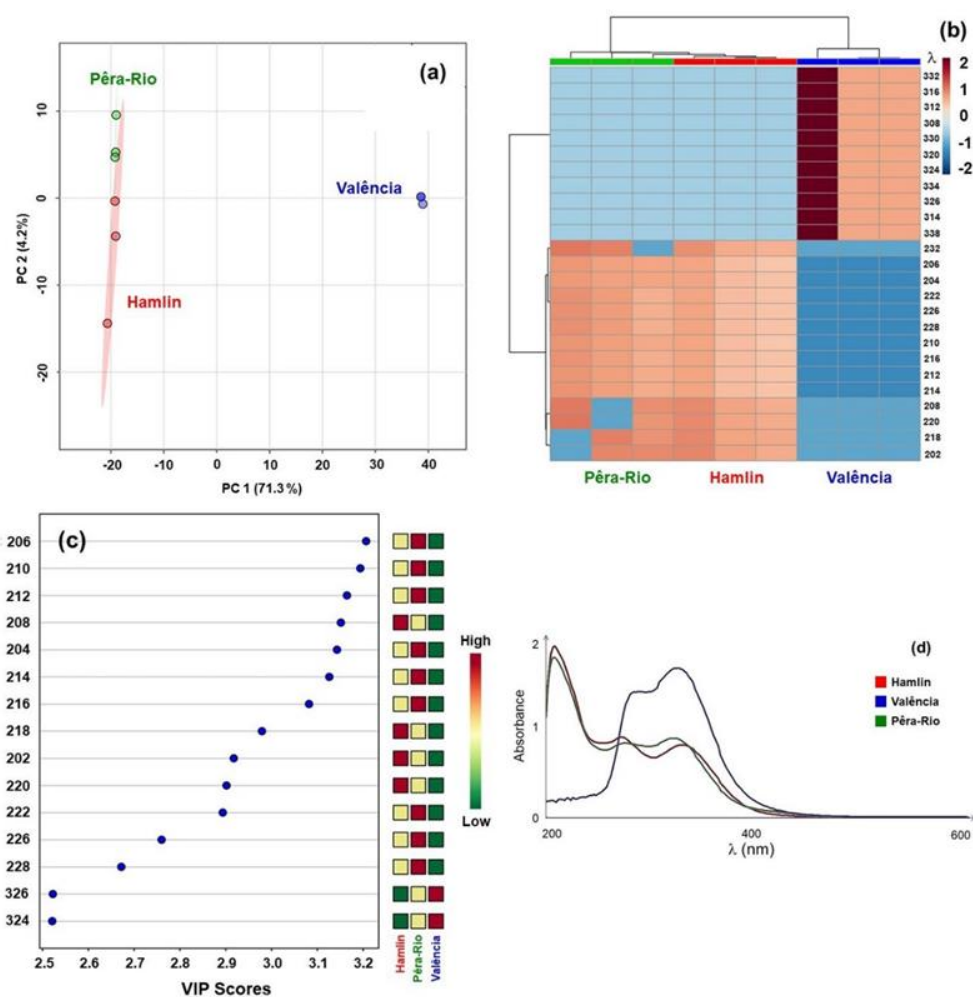 (a)
Pêra-Rio
Valência
Hamlin
PC 2 (4.2%)
10
0
-10
-20
-20
-10
0
10
20
30
40
PC 1 (71.3 %)
(b)
λ
332
316
312
308
330
320
324
334
326
314
338
232
206
204
222
226
228
210
216
212
214
208
220
218
202
2
1
0
-1
-2
Pêra-Rio
Hamlin
Valência
(c)
206
210
212
208
204
214
216
218
202
220
222
226
228
326
324
2.5 2.6 2.7 2.8 2.9 3.0 3.1 3.2
VIP Scores
Hamlin
Pêra-Rio
Valência
High
Low
(d)
2
1
0
Absorbance
Hamlin
Valência
Pêra-Rio
200
400
600
λ (nm)